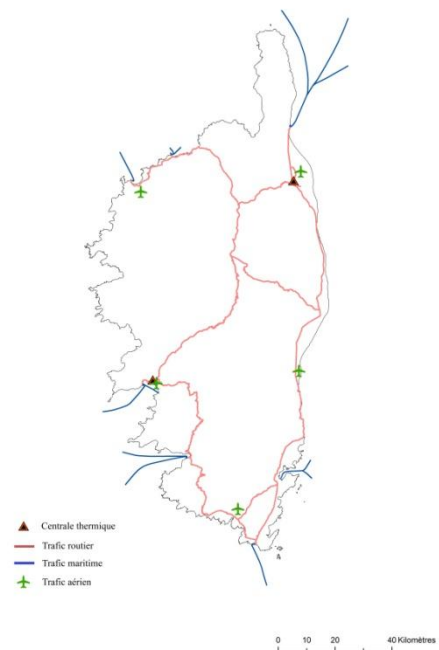 Centrale thermique
Trafic routier
Trafic maritime
Trafic aérien
0 10 20 40 Kilomètres